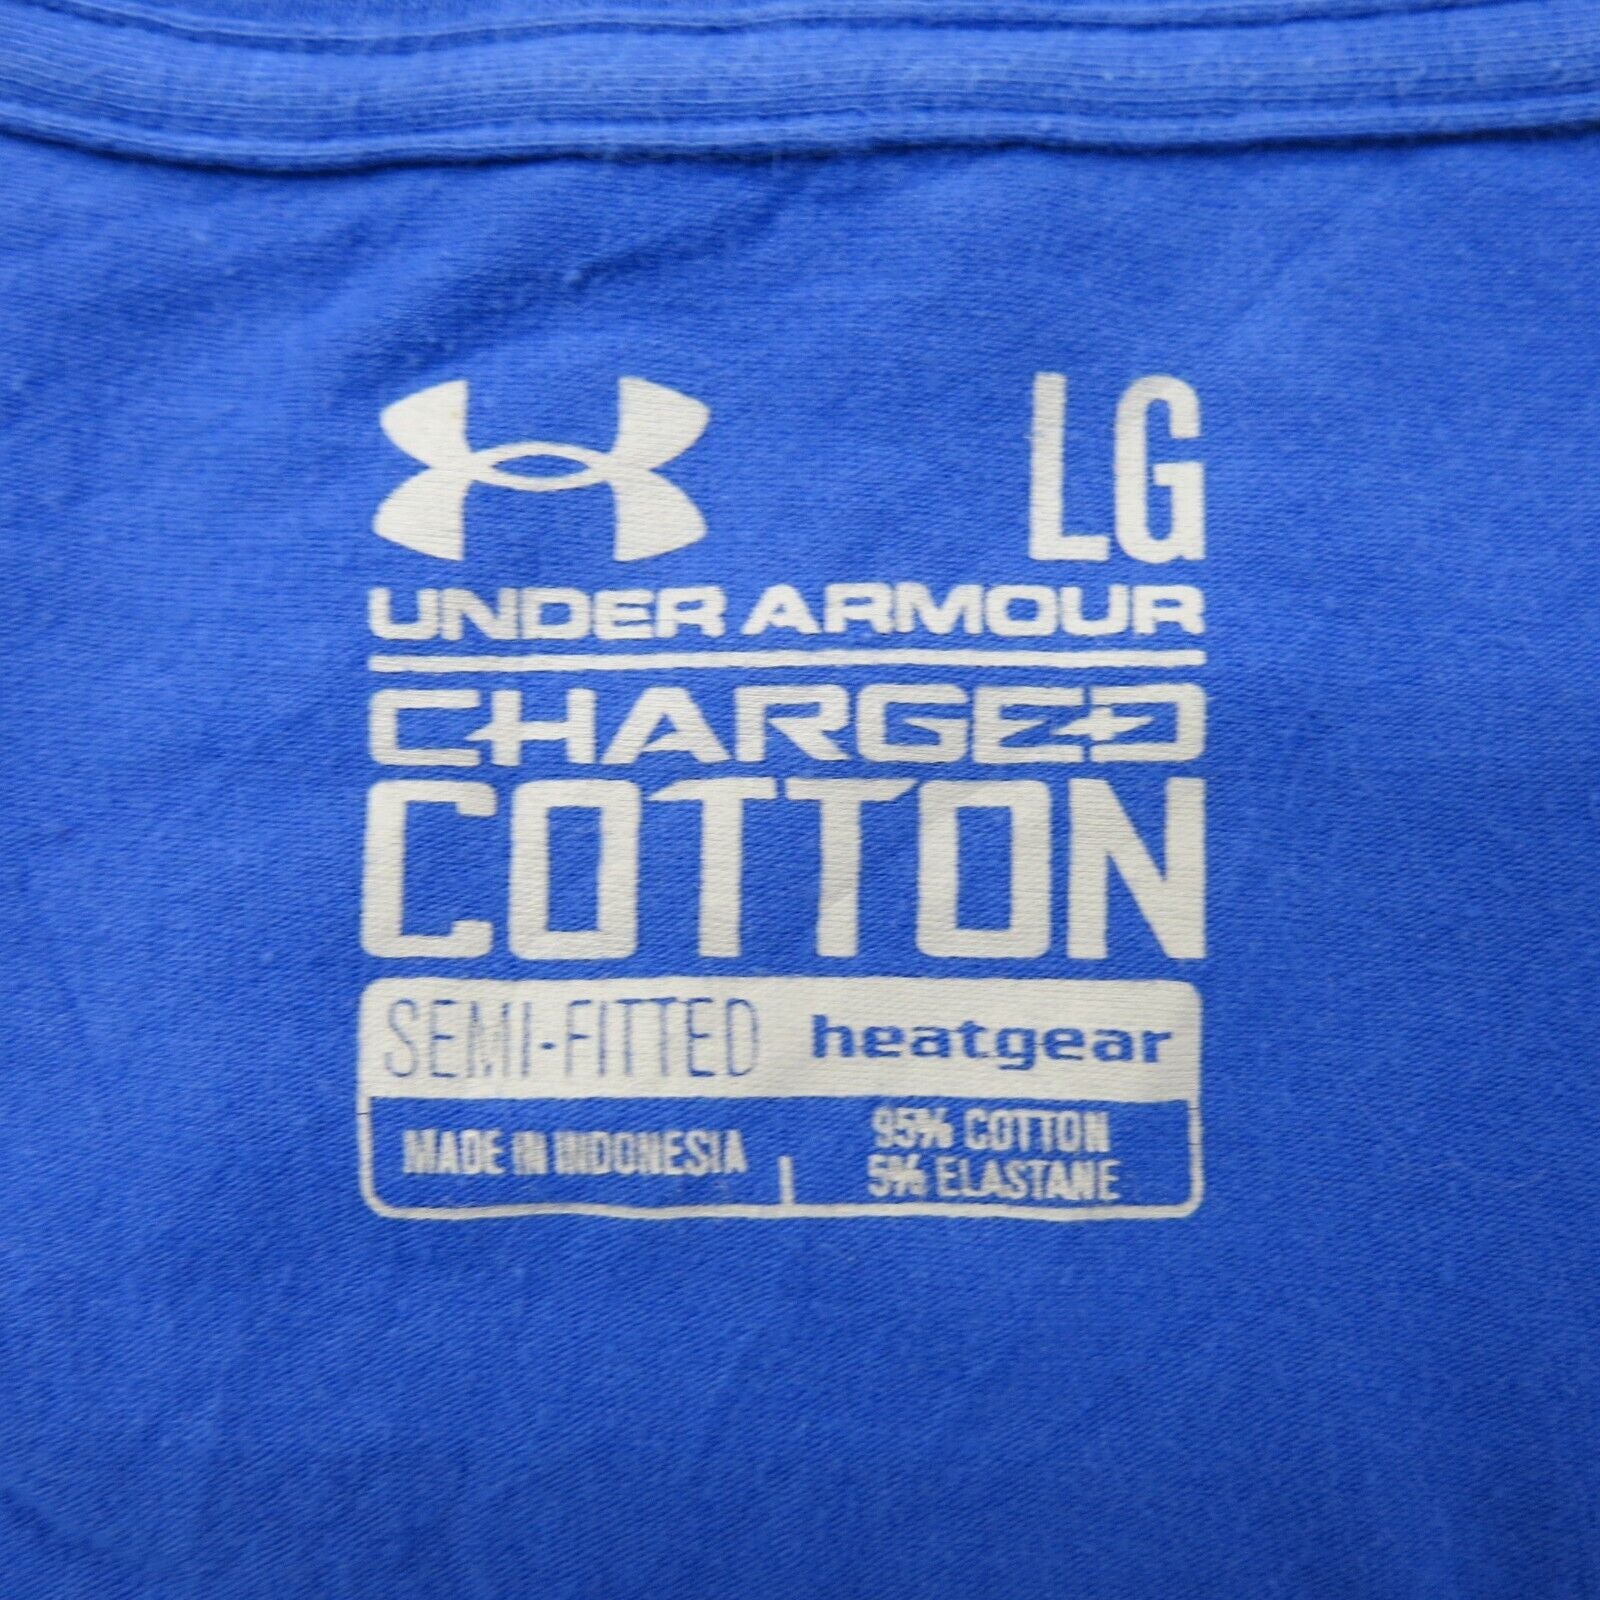 LG
UNDER ARMOUR
CHARGED
COTTON
SEMI-FITTED heatgear
MADE IN INDONESIA
95% COTTON
5% ELASTANE